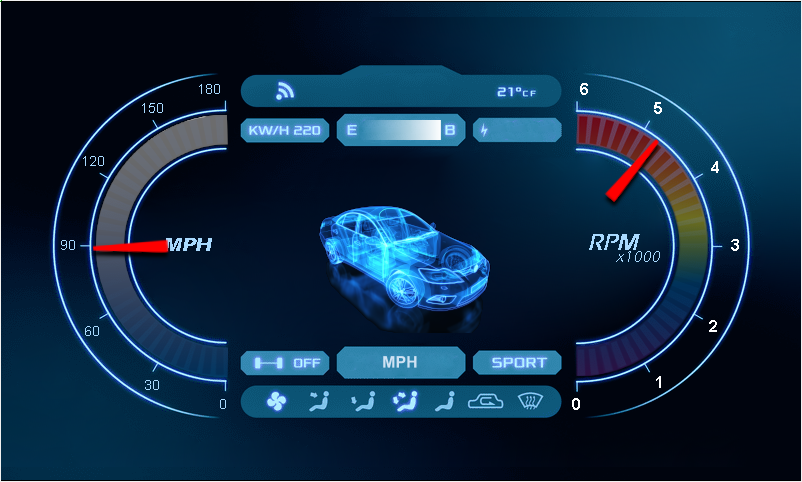 21°CF
KW/H 220
E B
180
150
120
90
60
30
0
MPH
6
5
4
3
2
1
0
RPM
x1000
OFF
MPH
SPORT